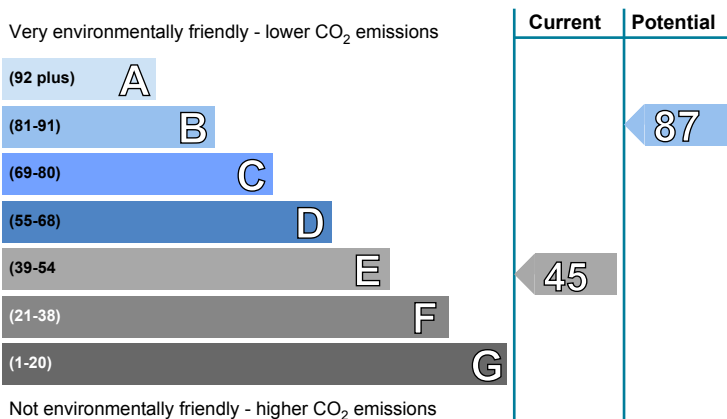 Very environmentally friendly - lower CO₂ emissions
Current
Potential
(92 plus) A
(81-91) B
87
(69-80) C
(55-68) D
(39-54 E
45
(21-38) F
(1-20) G
Not environmentally friendly - higher CO₂ emissions